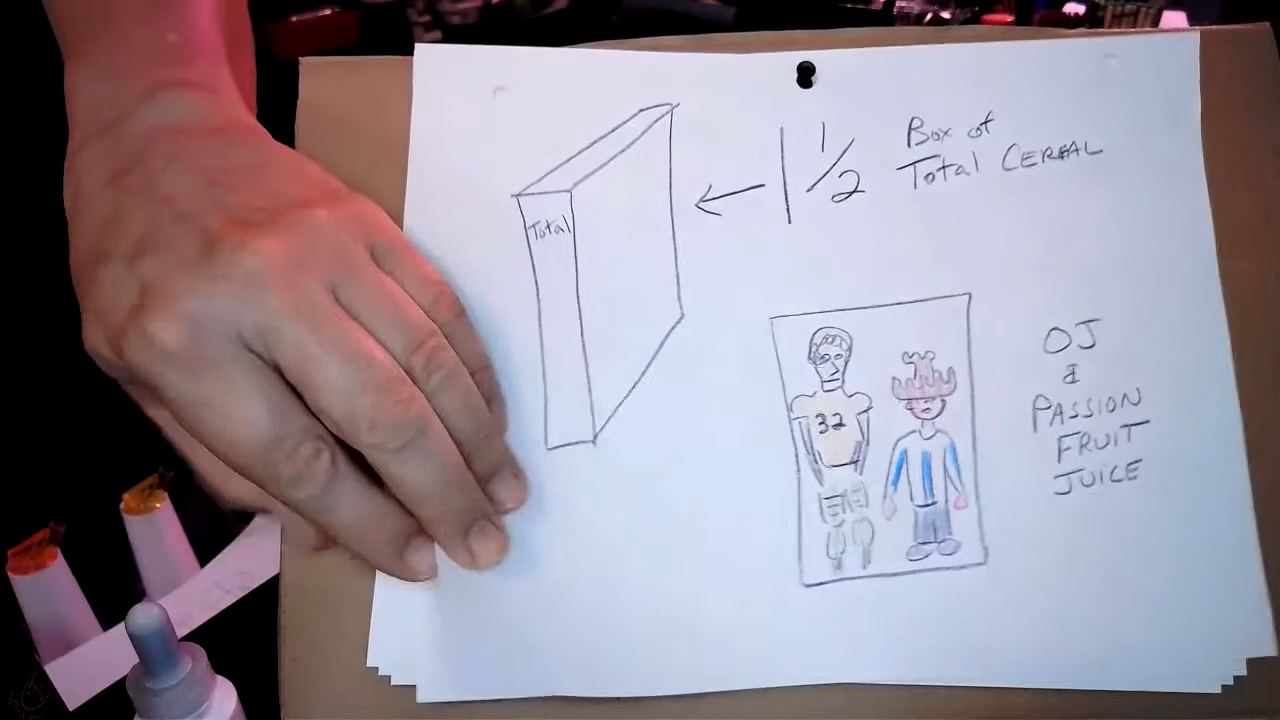 Total
1 1/2
Box of
Total CEREAL
32
OJ
&
PASSION
FRUIT
JUICE